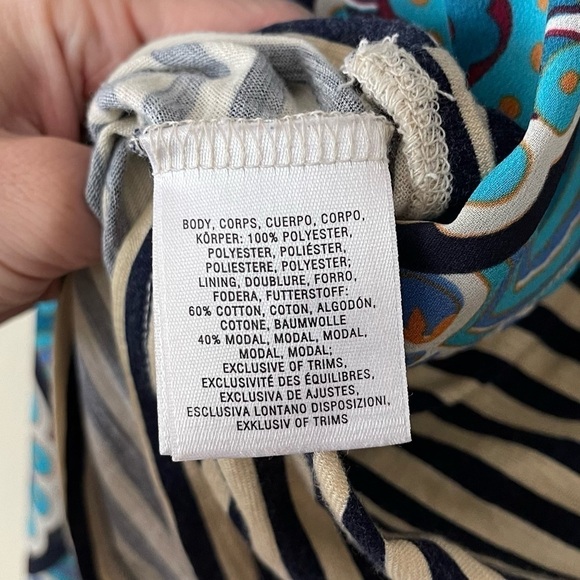 BODY, CORPS, CUERPO, CORPO,
KÖRPER: 100% POLYESTER,
POLYESTER, POLIÉSTER,
POLIESTERE, POLYESTER;
LINING, DOUBLURE, FORRO,
FODERA, FUTTERSTOFF:
60% COTTON, COTON, ALGODÓN,
COTONE, BAUMWOLLE
40% MODAL, MODAL, MODAL,
MODAL, MODAL;
EXCLUSIVE OF TRIMS,
EXCLUSIVITÉ DES ÉQUILIBRES,
EXCLUSIVA DE AJUSTES,
ESCLUSIVA LONTANO DISPOSIZIONI,
EXKLUSIV OF TRIMS